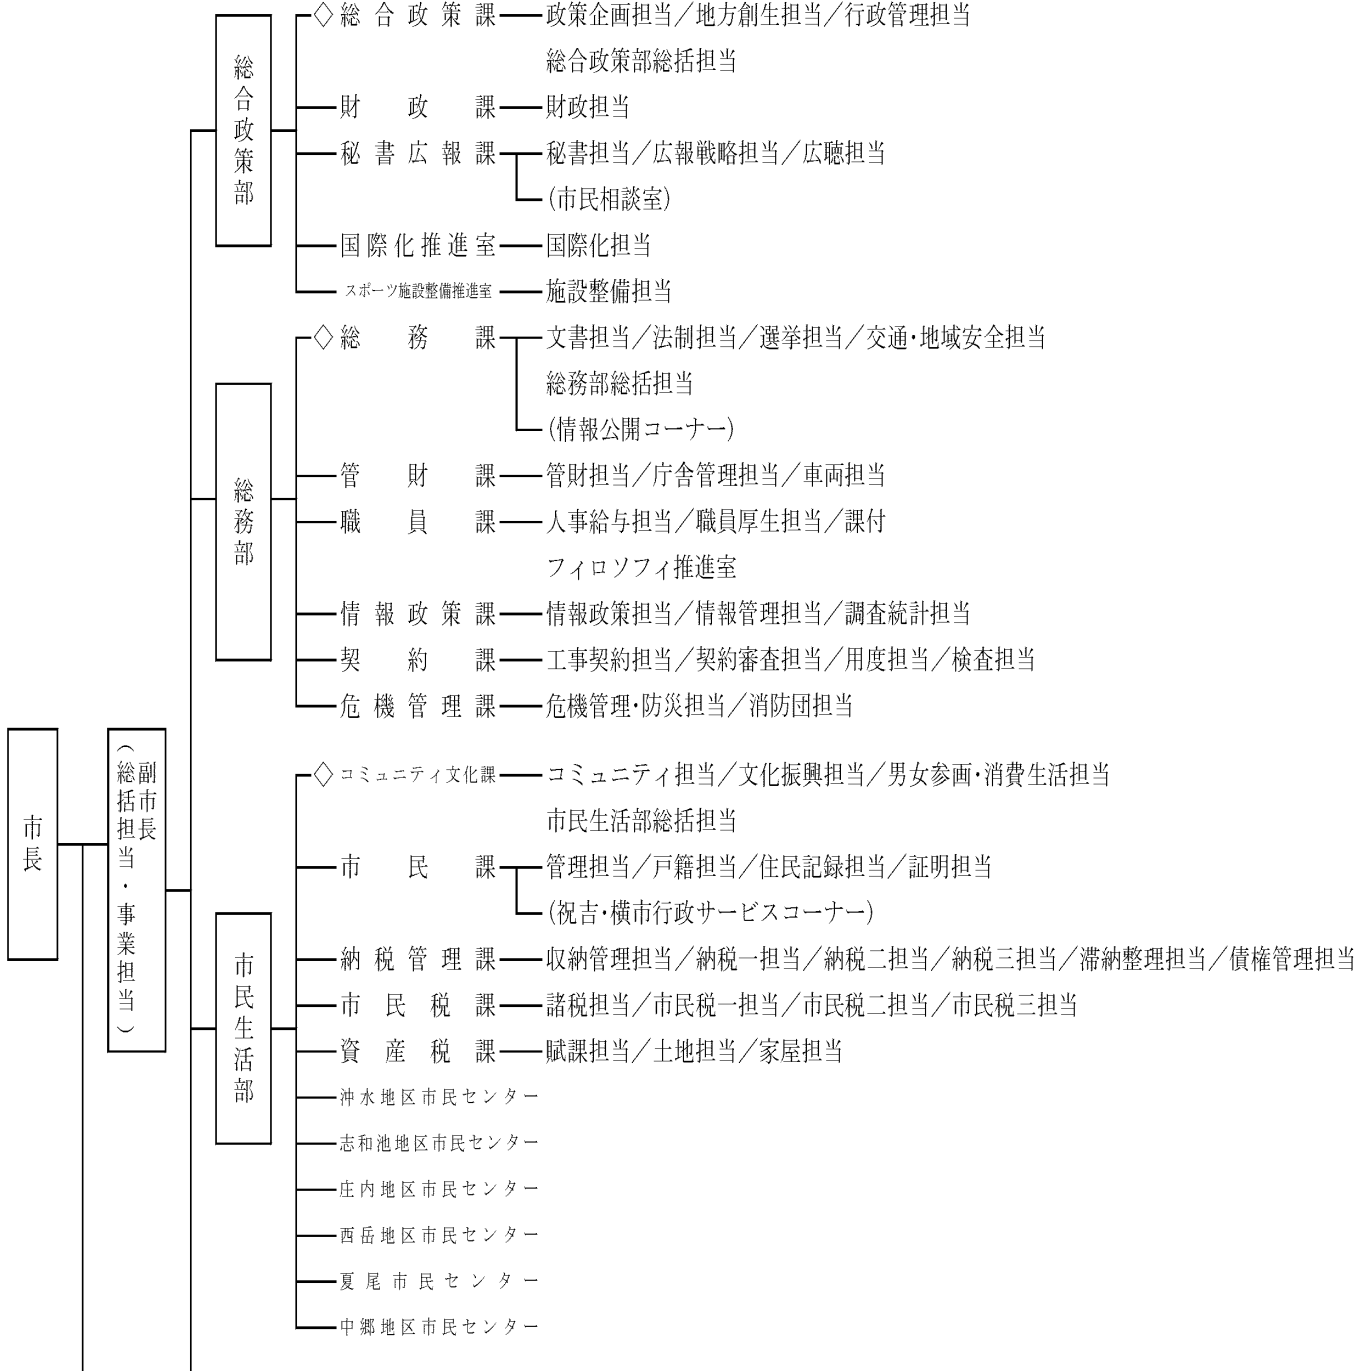 市長
副市長
（総括担当・事業担当）
総合政策部
◇総合政策課 政策企画担当／地方創生担当／行政管理担当
総合政策部総括担当
財政課 財政担当
秘書広報課 秘書担当／広報戦略担当／広聴担当
(市民相談室)
国際化推進室 国際化担当
スポーツ施設整備推進室 施設整備担当
総務部
◇総務課 文書担当／法制担当／選挙担当／交通・地域安全担当
総務部総括担当
(情報公開コーナー)
管財課 管財担当／庁舎管理担当／車両担当
職員課 人事給与担当／職員厚生担当／課付
フィロソフィ推進室
情報政策課 情報政策担当／情報管理担当／調査統計担当
契約課 工事契約担当／契約審査担当／用度担当／検査担当
危機管理課 危機管理・防災担当／消防団担当
市民生活部
◇コミュニティ文化課 コミュニティ担当／文化振興担当／男女参画・消費生活担当
市民生活部総括担当
市民課 管理担当／戸籍担当／住民記録担当／証明担当
(祝吉・横市行政サービスコーナー)
納税管理課 収納管理担当／納税一担当／納税二担当／納税三担当／滞納整理担当／債権管理担当
市民税課 諸税担当／市民税一担当／市民税二担当／市民税三担当
資産税課 賦課担当／土地担当／家屋担当
沖水地区市民センター
志和池地区市民センター
庄内地区市民センター
西岳地区市民センター
夏尾市民センター
中郷地区市民センター